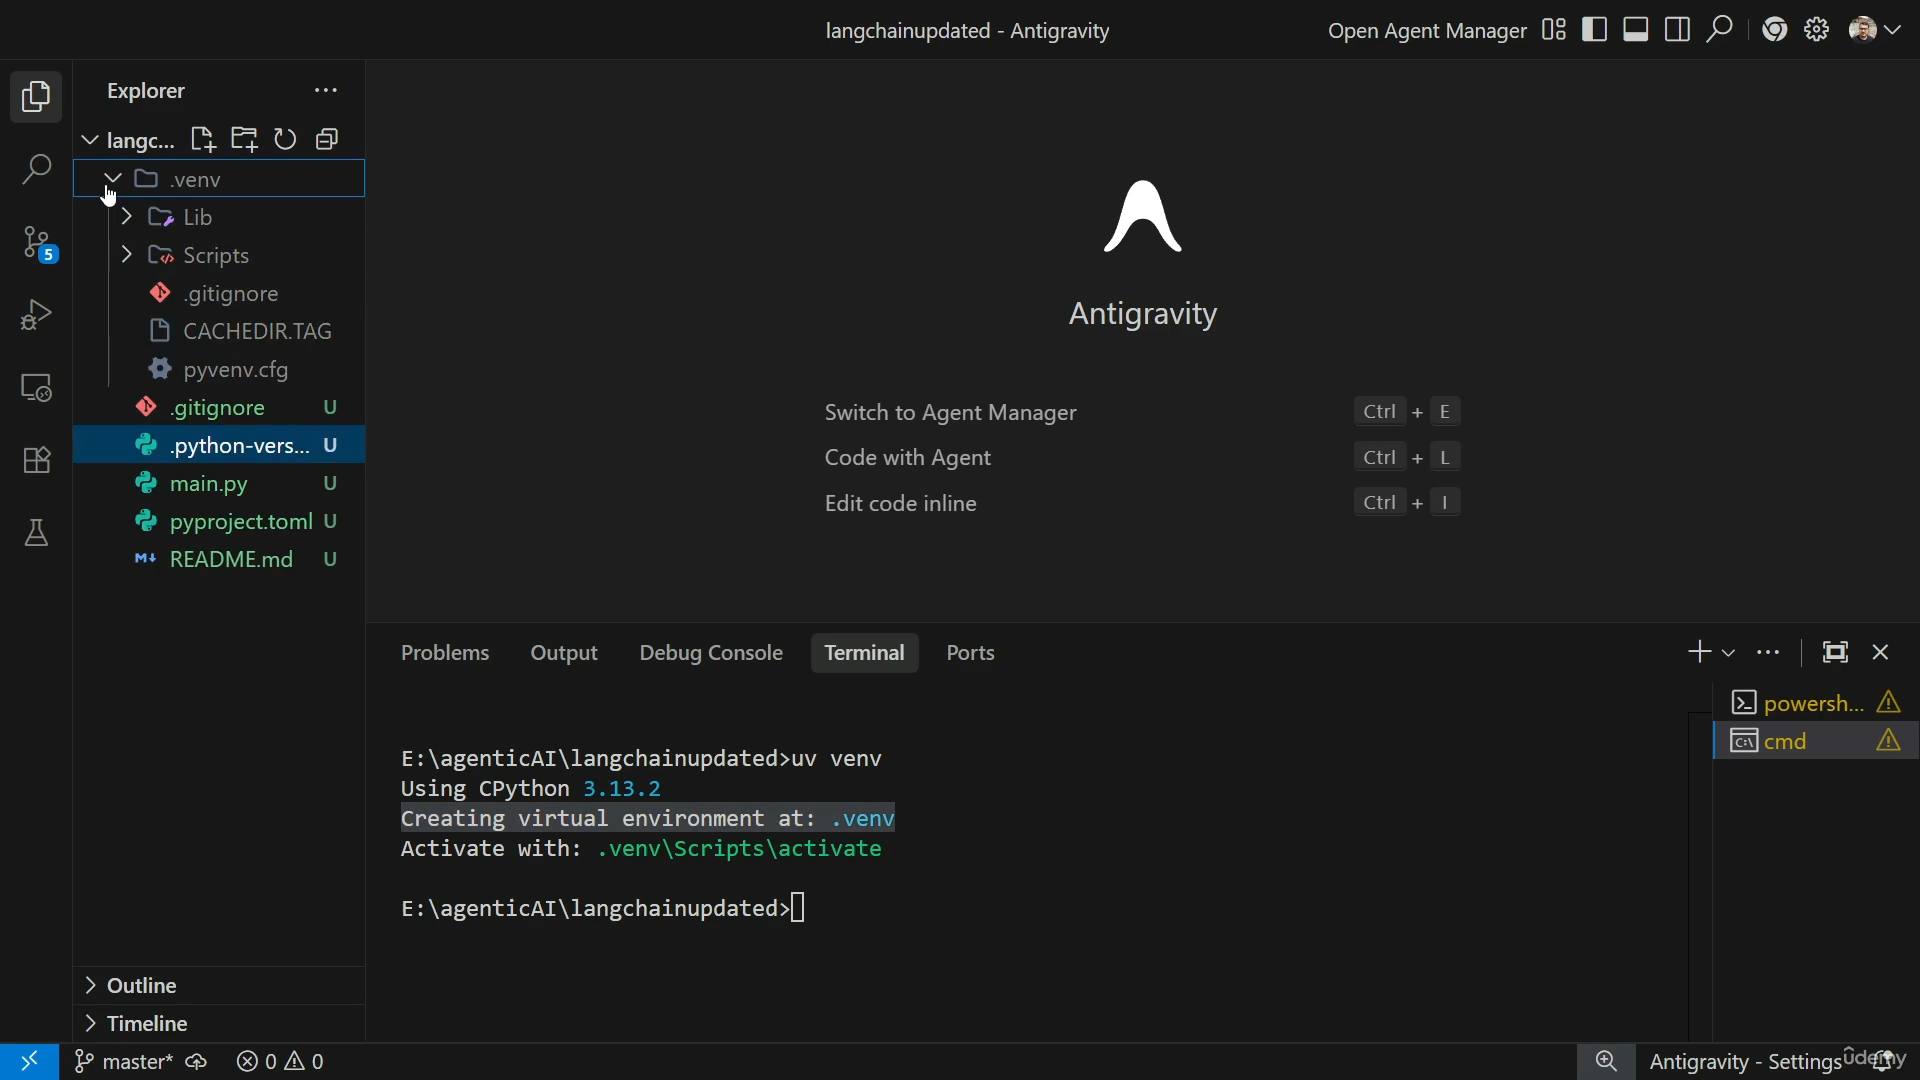 langchainupdated - Antigravity
Open Agent Manager
Explorer
langc...
.venv
Lib
Scripts
.gitignore
CACHEDIR.TAG
pyvenv.cfg
.gitignore U
.python-vers... U
main.py U
pyproject.toml U
README.md U
5
Antigravity
Switch to Agent Manager Ctrl + E
Code with Agent Ctrl + L
Edit code inline Ctrl + I
Problems Output Debug Console Terminal Ports
powersh...
cmd
E:\agenticAI\langchainupdated>uv venv
Using CPython 3.13.2
Creating virtual environment at: .venv
Activate with: .venv\Scripts\activate
E:\agenticAI\langchainupdated>
Outline
Timeline
master* 0 0
Antigravity - Settings
udemy